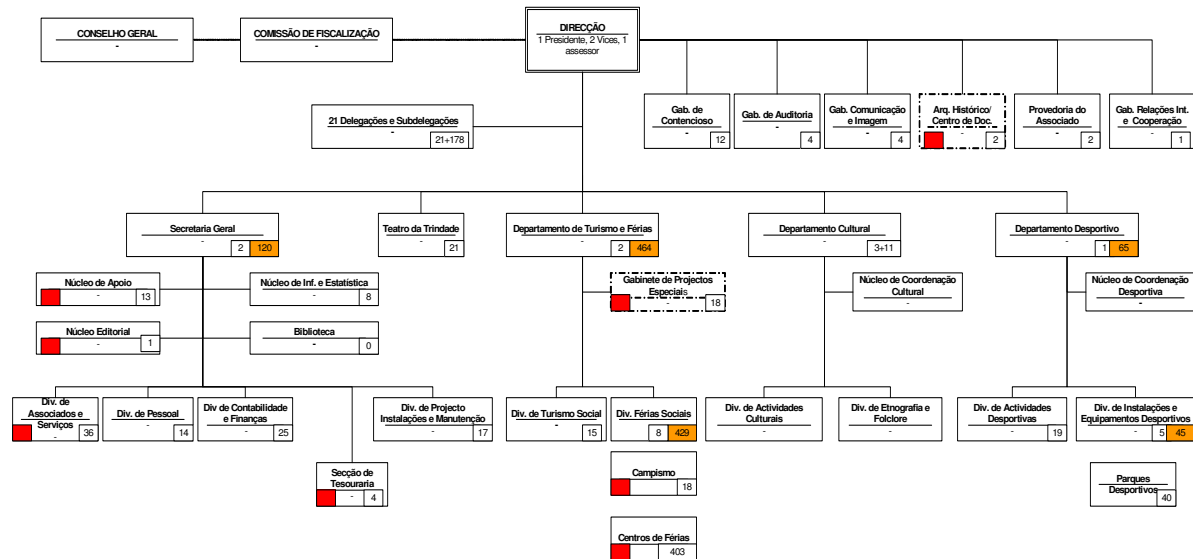 CONSELHO GERAL
-
COMISSÃO DE FISCALIZAÇÃO
-
DIRECÇÃO
1 Presidente, 2 Vices, 1
assessor
21 Delegações e Subdelegações
-
21+178
Gab. de
Contencioso
-
12
Gab. de Auditoria
-
4
Gab. Comunicação
e Imagem
-
4
Arq. Histórico/
Centro de Doc.
-
2
Provedoria do
Associado
-
2
Gab. Relações Int.
e Cooperação
-
1
Secretaria Geral
-
2 120
Teatro da Trindade
-
21
Departamento de Turismo e Férias
-
2 464
Departamento Cultural
-
3+11
Departamento Desportivo
-
1 65
Núcleo de Apoio
-
13
Núcleo de Inf. e Estatística
-
8
Núcleo Editorial
-
1
Biblioteca
-
0
Gabinete de Projectos
Especiais
-
18
Núcleo de Coordenação
Cultural
-
Núcleo de Coordenação
Desportiva
-
Div. de
Associados e
Serviços
-
36
Div. de Pessoal
-
14
Div de Contabilidade
e Finanças
-
25
Div. de Projecto
Instalações e Manutenção
-
17
Secção de
Tesouraria
-
4
Div. de Turismo Social
-
15
Div. Férias Sociais
8 429
Campismo
18
Centros de Férias
403
Div. de Actividades
Culturais
-
Div. de Etnografia e
Folclore
-
Div. de Actividades
Desportivas
-
19
Div. de Instalações e
Equipamentos Desportivos
-
5 45
Parques
Desportivos
40